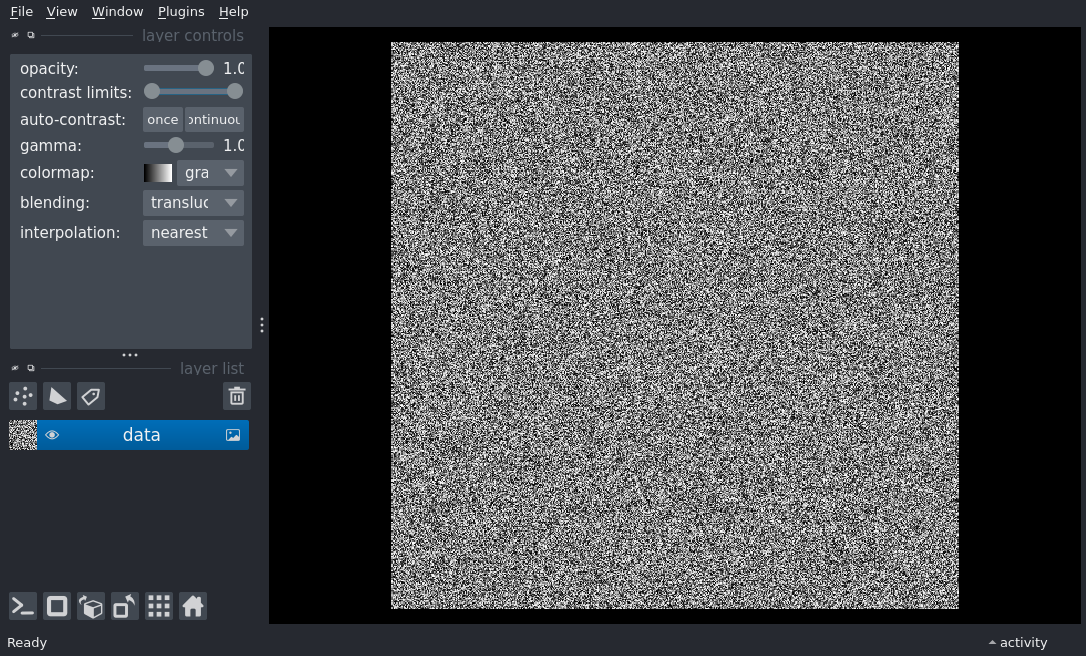 File View Window Plugins Help
layer controls
opacity: 1.0
contrast limits:
auto-contrast: once ontinuou
gamma: 1.0
colormap: gra
blending: transluc
interpolation: nearest
layer list
data
Ready activity